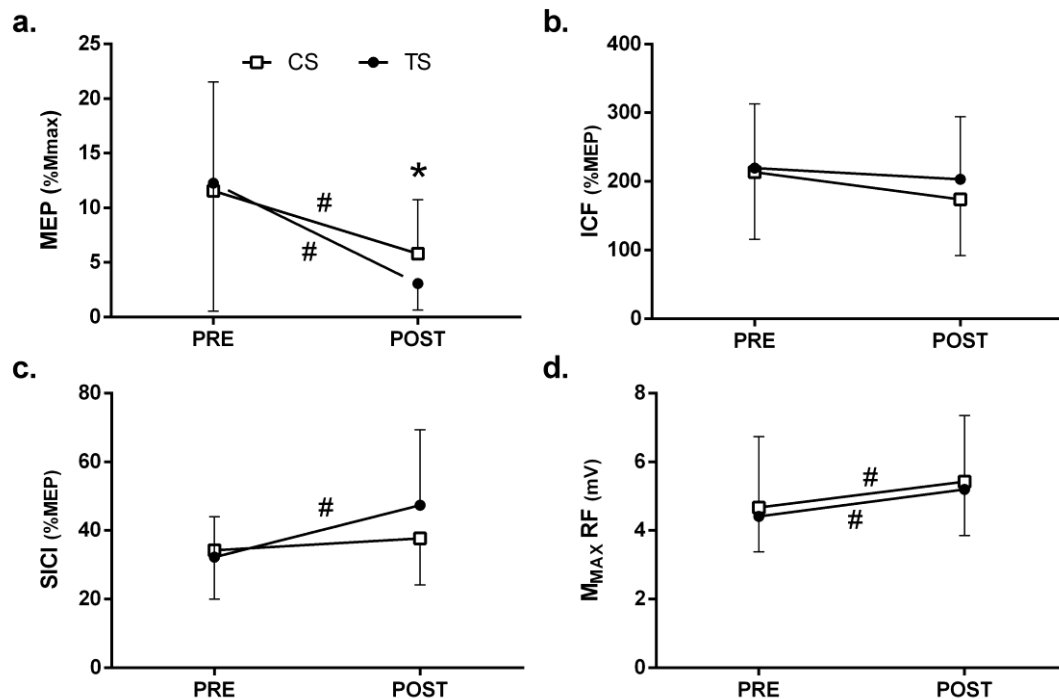 a.
MEP (%Mmax)
25
20
15
10
5
0
CS
TS
#
#
*
PRE
POST
b.
ICF (%MEP)
400
300
200
100
0
PRE
POST
c.
SICI (%MEP)
80
60
40
20
0
#
PRE
POST
d.
MMAX RF (mV)
8
6
4
2
0
#
#
PRE
POST